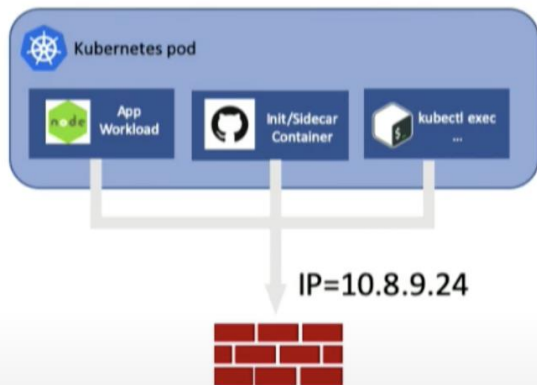 Kubernetes pod
node
App
Workload
Init/Sidecar
Container
$_
kubectl exec
...
IP=10.8.9.24